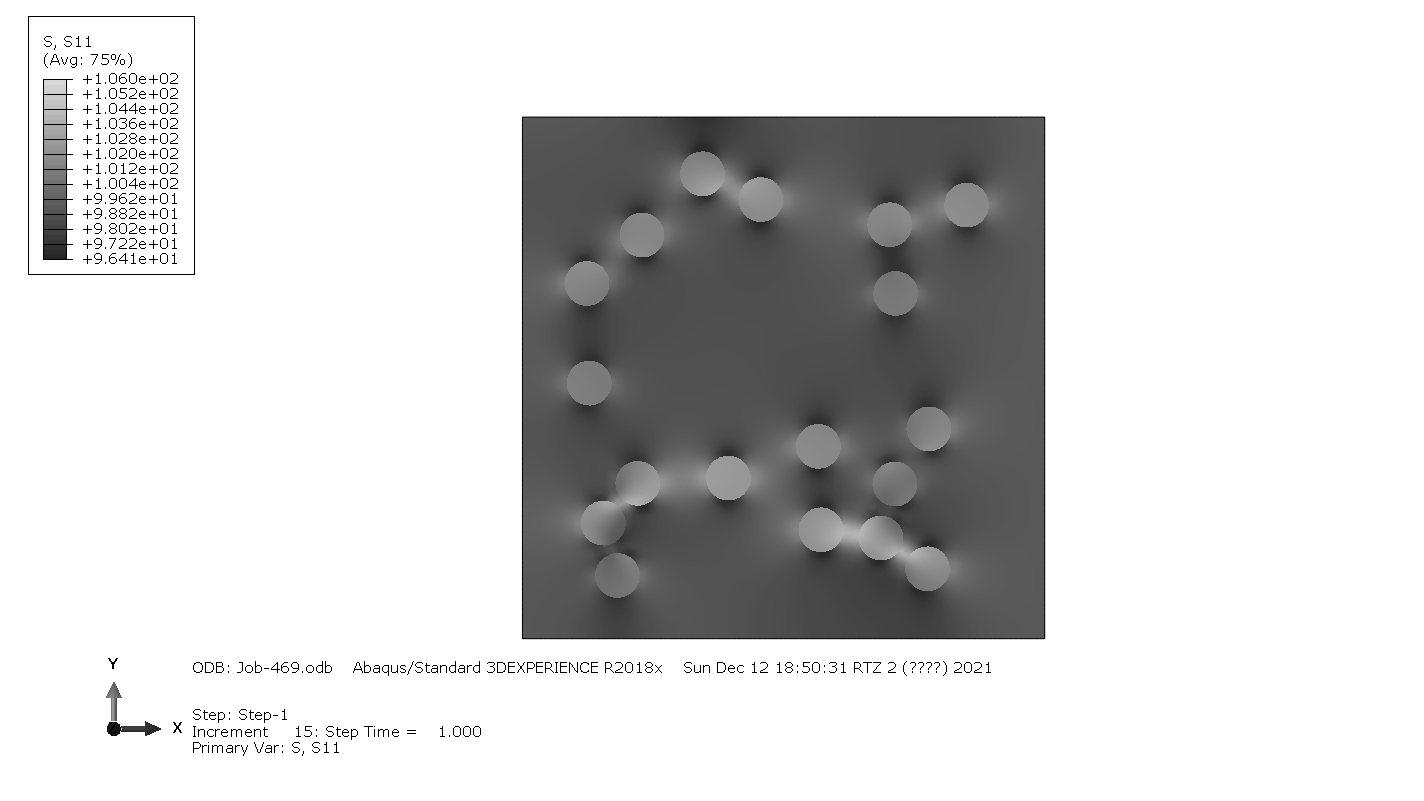 S, S11
(Avg: 75%)
+1.060e+02
+1.052e+02
+1.044e+02
+1.036e+02
+1.028e+02
+1.020e+02
+1.012e+02
+1.004e+02
+9.962e+01
+9.882e+01
+9.802e+01
+9.722e+01
+9.641e+01
Y
X
ODB: Job-469.odb    Abaqus/Standard 3DEXPERIENCE R2018x    Sun Dec 12 18:50:31 RTZ 2 (????) 2021
Step: Step-1
Increment     15: Step Time =    1.000
Primary Var: S, S11